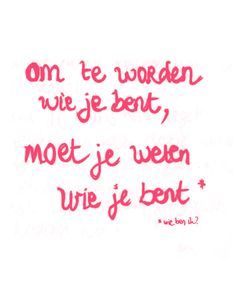 om te worden
wie je bent,
moet je weten
wie je bent *
* wie ben ik?